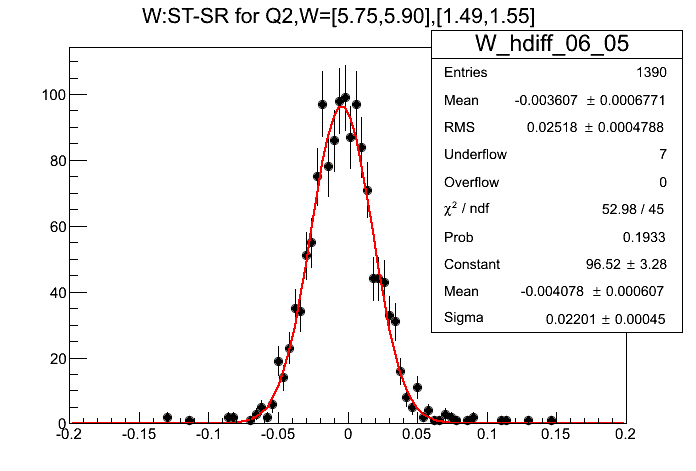 W:ST-SR for Q2,W=[5.75,5.90],[1.49,1.55]
W_hdiff_06_05
Entries 1390
Mean -0.003607 ± 0.0006771
RMS 0.02518 ± 0.0004788
Underflow 7
Overflow 0
χ² / ndf 52.98 / 45
Prob 0.1933
Constant 96.52 ± 3.28
Mean -0.004078 ± 0.000607
Sigma 0.02201 ± 0.00045
100
80
60
40
20
0
-0.2 -0.15 -0.1 -0.05 0 0.05 0.1 0.15 0.2